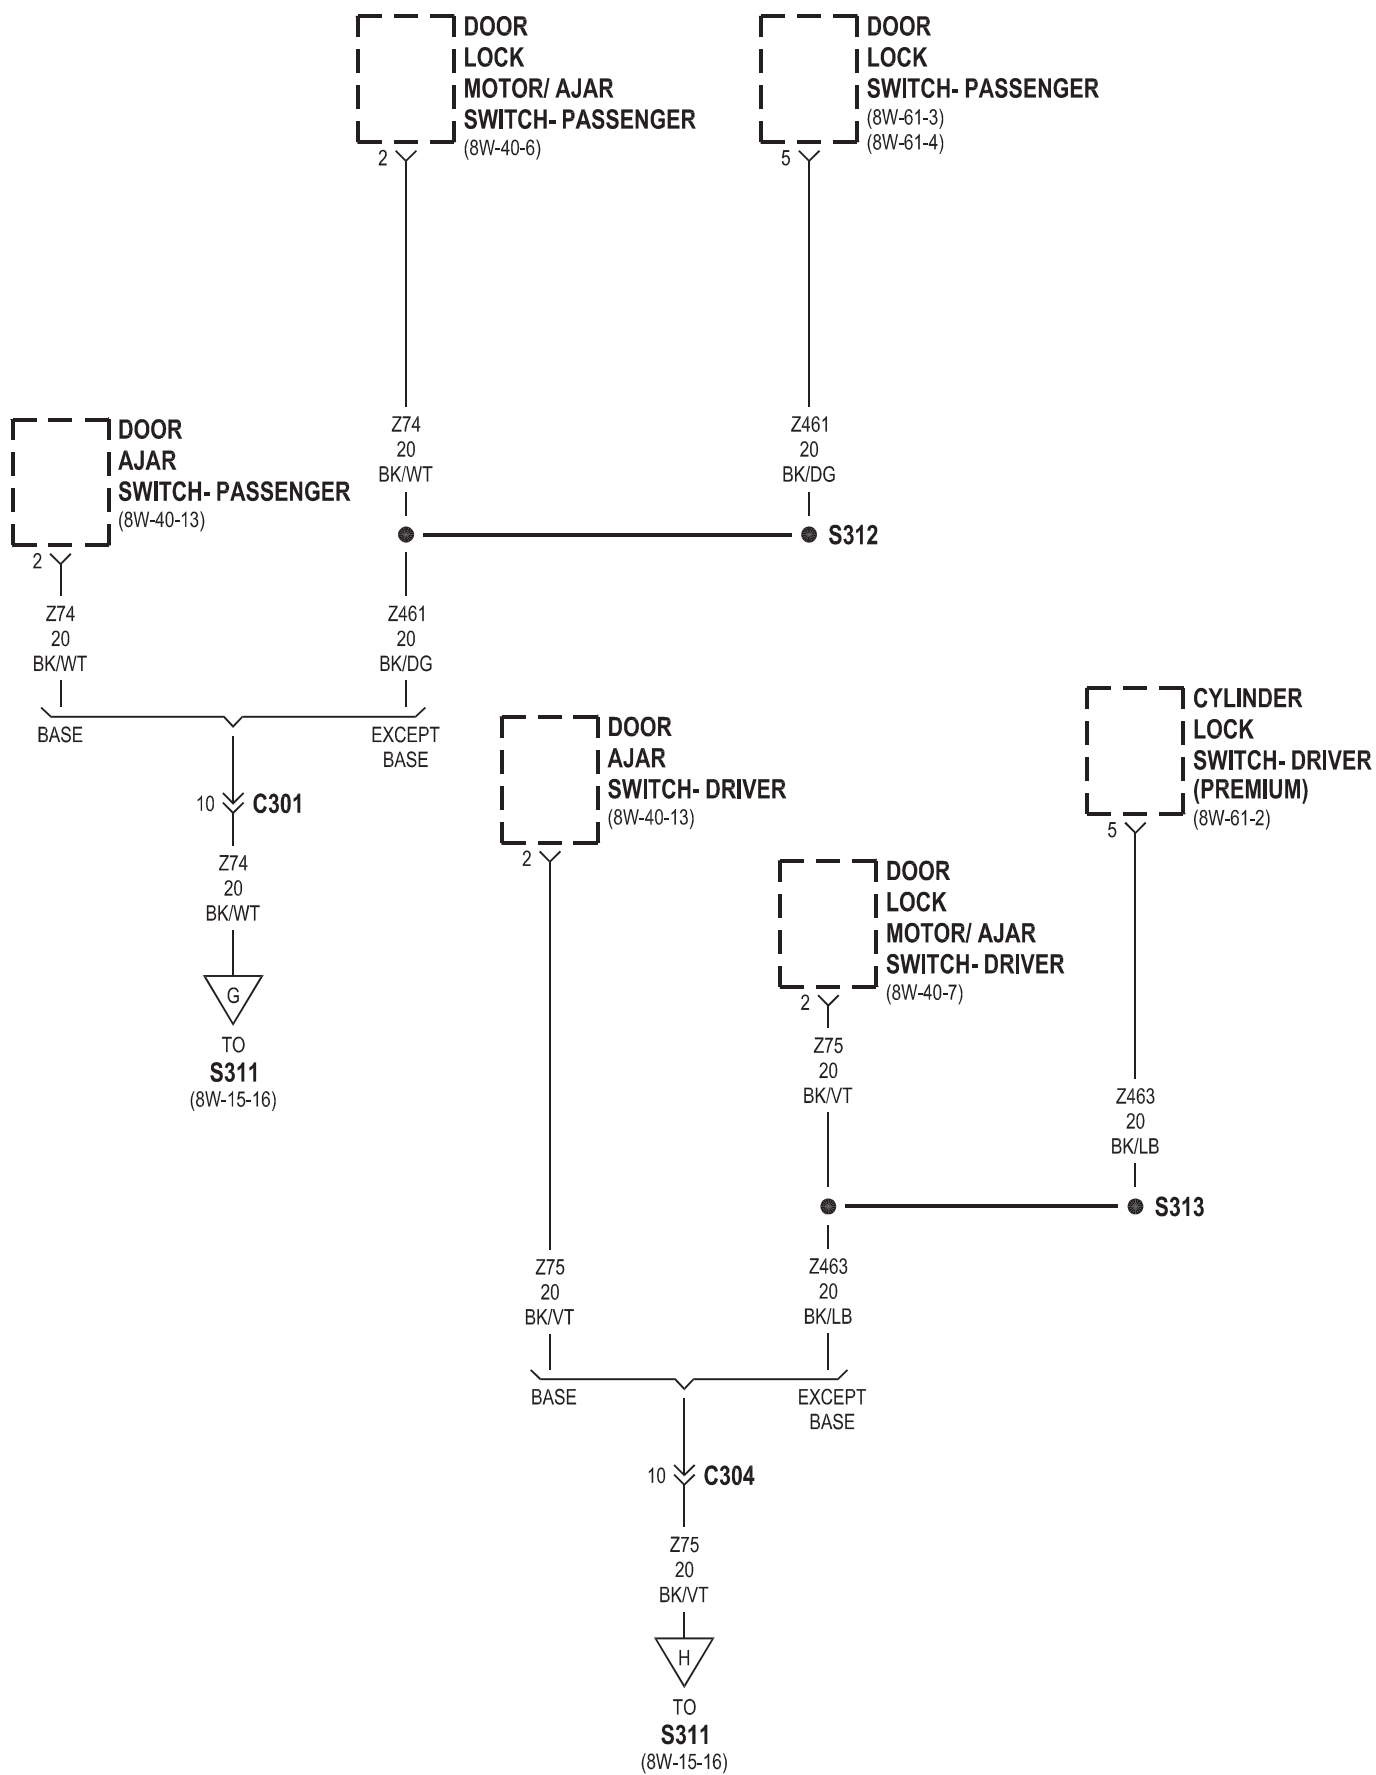 DOOR
LOCK
MOTOR/ AJAR
SWITCH- PASSENGER
(8W-40-6)
2
DOOR
LOCK
SWITCH- PASSENGER
(8W-61-3)
(8W-61-4)
5
Z74
20
BK/WT
Z461
20
BK/DG
S312
DOOR
AJAR
SWITCH- PASSENGER
(8W-40-13)
2
Z74
20
BK/WT
Z461
20
BK/DG
BASE
EXCEPT
BASE
10
C301
Z74
20
BK/WT
G
TO
S311
(8W-15-16)
DOOR
AJAR
SWITCH- DRIVER
(8W-40-13)
2
CYLINDER
LOCK
SWITCH- DRIVER
(PREMIUM)
(8W-61-2)
5
DOOR
LOCK
MOTOR/ AJAR
SWITCH- DRIVER
(8W-40-7)
2
Z75
20
BK/VT
Z463
20
BK/LB
S313
Z75
20
BK/VT
Z463
20
BK/LB
BASE
EXCEPT
BASE
10
C304
Z75
20
BK/VT
H
TO
S311
(8W-15-16)